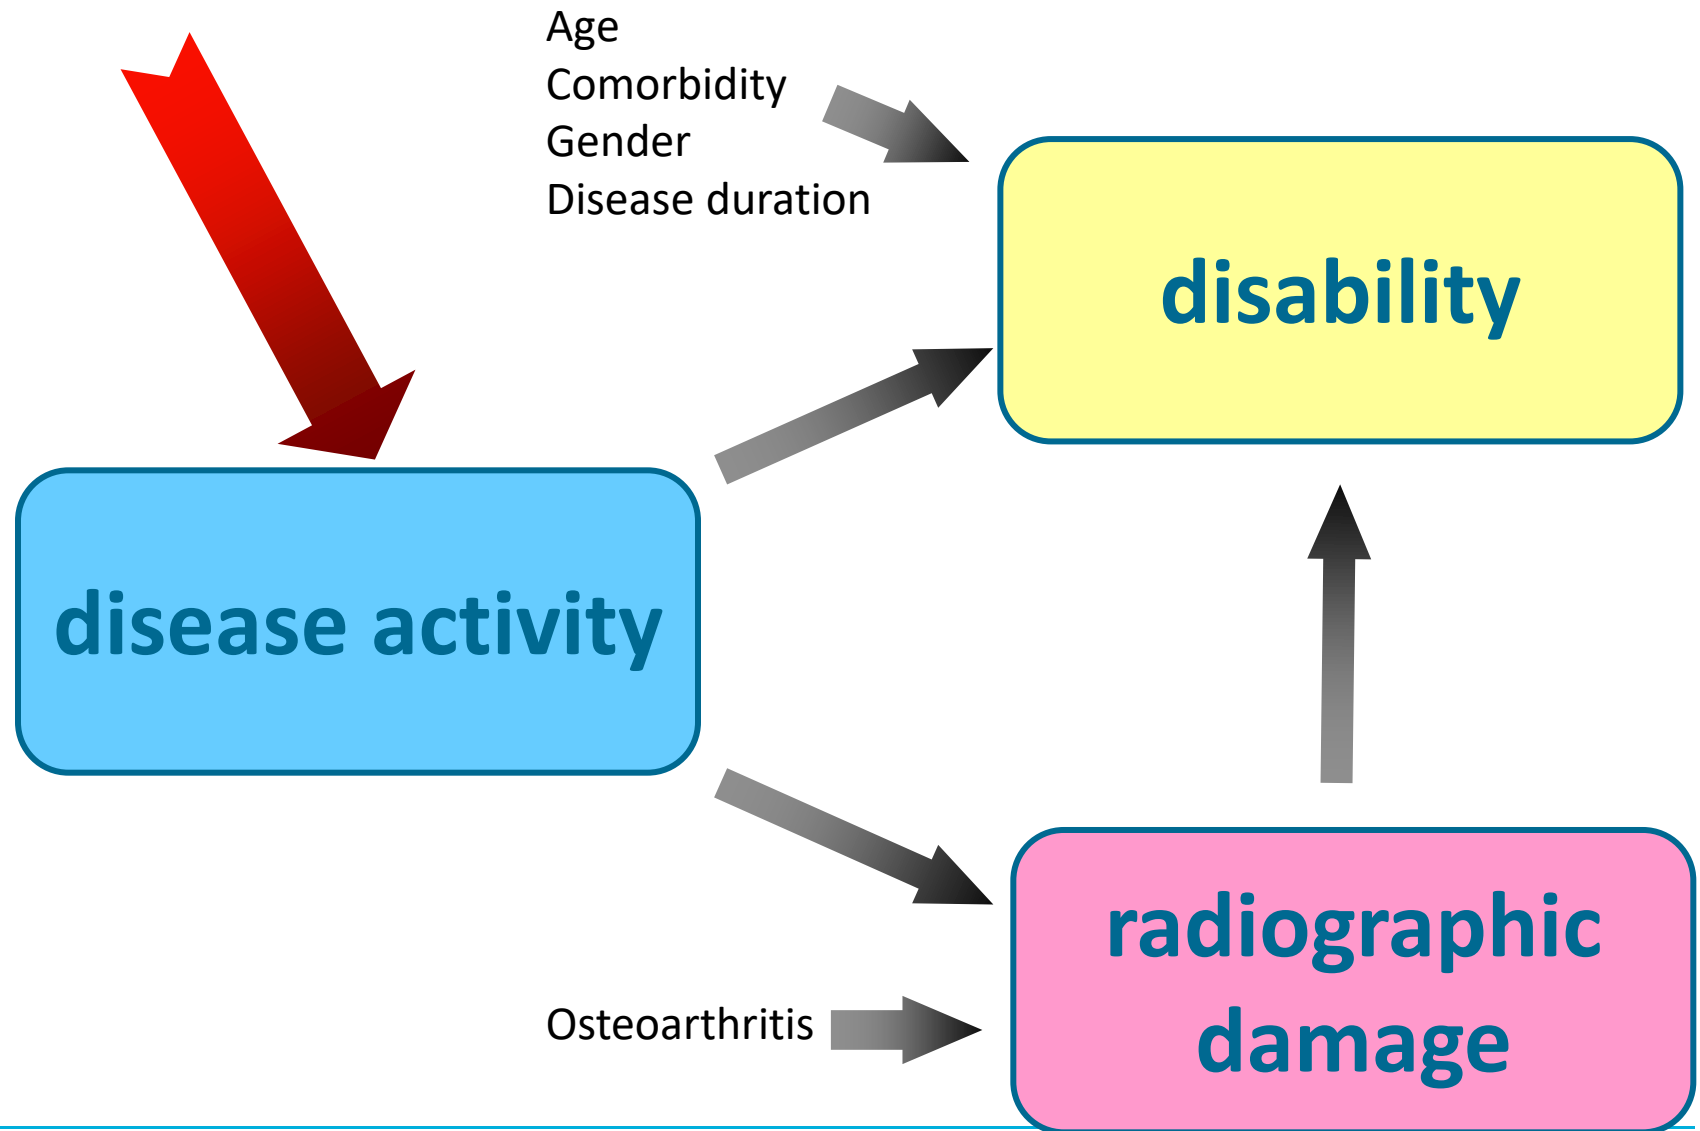 Age
Comorbidity
Gender
Disease duration
disability
disease activity
radiographic
damage
Osteoarthritis